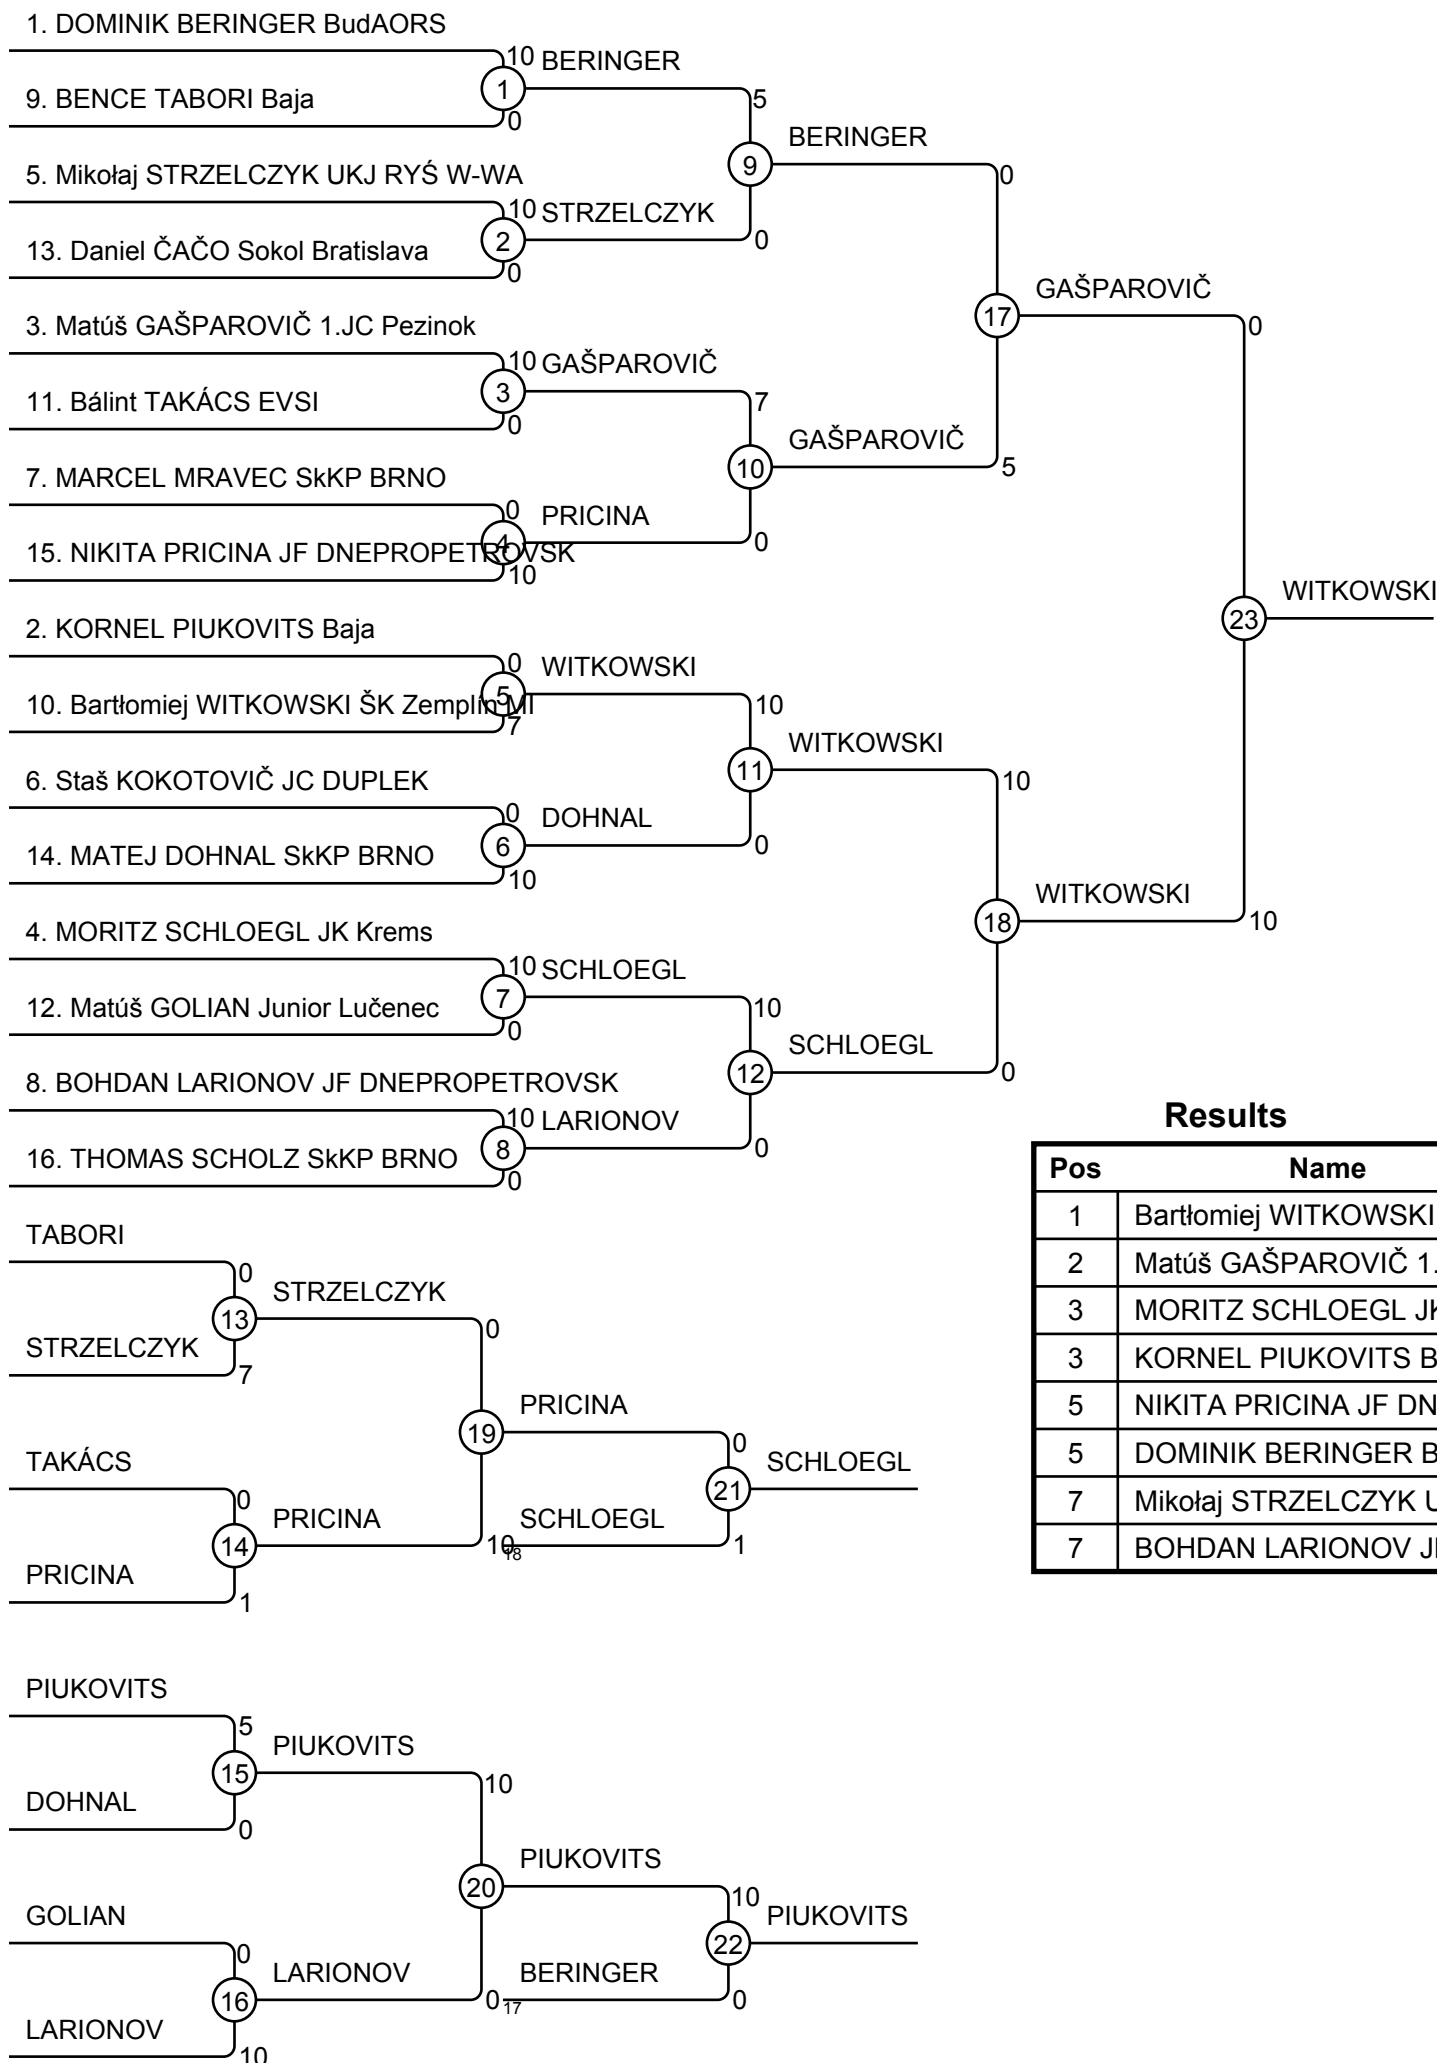 1. DOMINIK BERINGER BudAORS
10 BERINGER
1
9. BENCE TABORI Baja
0
5
BERINGER
9
0
5. Mikołaj STRZELCZYK UKJ RYŚ W-WA
10 STRZELCZYK
2
0
13. Daniel ČAČO Sokol Bratislava
0
GAŠPAROVIČ
17
0
3. Matúš GAŠPAROVIČ 1.JC Pezinok
10 GAŠPAROVIČ
3
11. Bálint TAKÁCS EVSI
0
7
GAŠPAROVIČ
10
5
7. MARCEL MRAVEC SkKP BRNO
0 PRICINA
4
0
15. NIKITA PRICINA JF DNEPROPETROVSK
10
WITKOWSKI
23
2. KORNEL PIUKOVITS Baja
0 WITKOWSKI
5
10. Bartłomiej WITKOWSKI ŠK Zemplín MI
7
10
WITKOWSKI
11
10
6. Staš KOKOTOVIČ JC DUPLEK
0 DOHNAL
6
0
14. MATEJ DOHNAL SkKP BRNO
10
WITKOWSKI
18
10
4. MORITZ SCHLOEGL JK Krems
10 SCHLOEGL
7
12. Matúš GOLIAN Junior Lučenec
0
10
SCHLOEGL
12
0
8. BOHDAN LARIONOV JF DNEPROPETROVSK
10 LARIONOV
8
0
16. THOMAS SCHOLZ SkKP BRNO
0
Results
Pos Name
1 Bartłomiej WITKOWSKI
2 Matúš GAŠPAROVIČ 1.
3 MORITZ SCHLOEGL JK
3 KORNEL PIUKOVITS B
5 NIKITA PRICINA JF DN
5 DOMINIK BERINGER B
7 Mikołaj STRZELCZYK U
7 BOHDAN LARIONOV J
TABORI
0
STRZELCZYK
13
0
STRZELCZYK
7
PRICINA
19
0
SCHLOEGL
21
TAKÁCS
0
PRICINA
14
10
18
SCHLOEGL
1
PRICINA
1
PIUKOVITS
5
PIUKOVITS
15
10
DOHNAL
0
PIUKOVITS
20
10
PIUKOVITS
22
GOLIAN
0
LARIONOV
16
0
17
BERINGER
0
LARIONOV
10